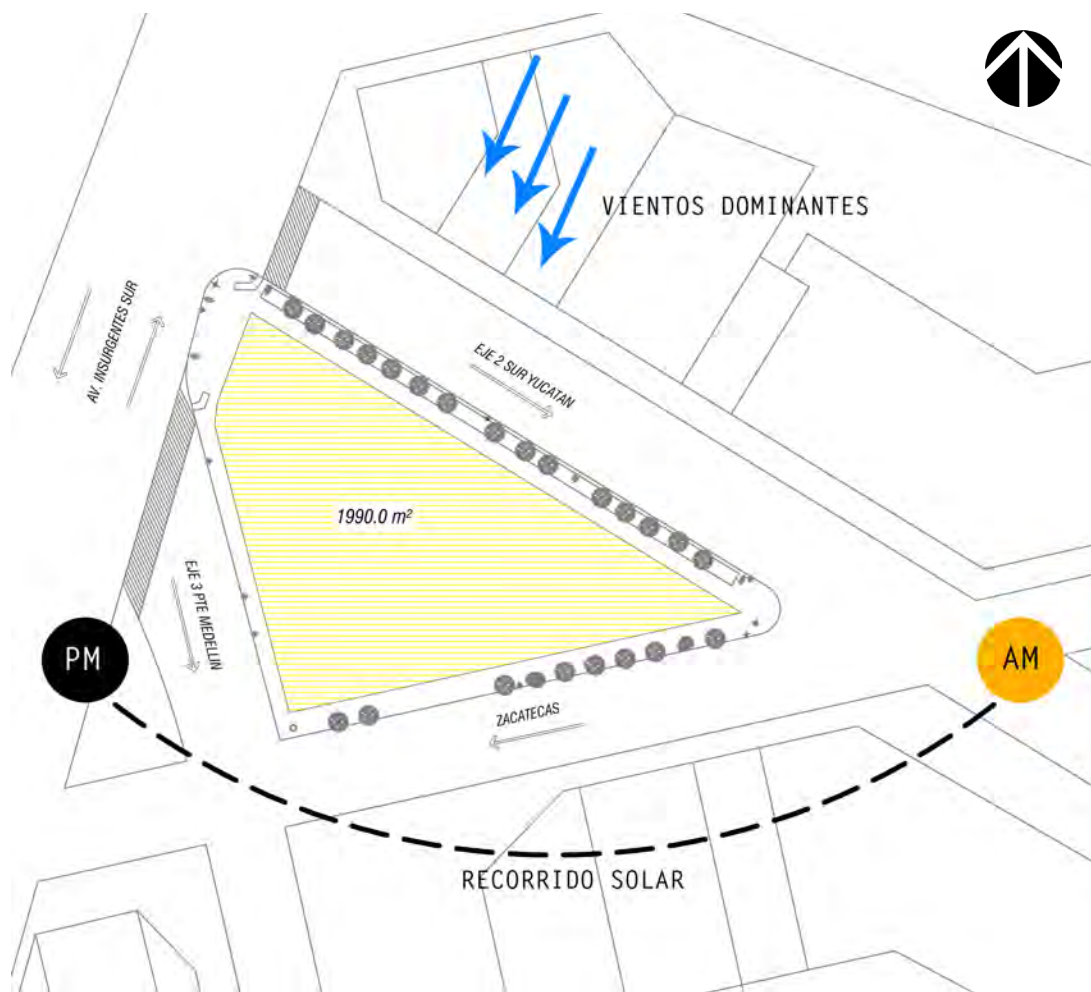 VIENTOS DOMINANTES
AV. INSURGENTES SUR
EJE 2 SUR YUCATAN
1990.0 m²
EJE 3 PTE MEDELLIN
PM
AM
ZACATECAS
RECORRIDO SOLAR